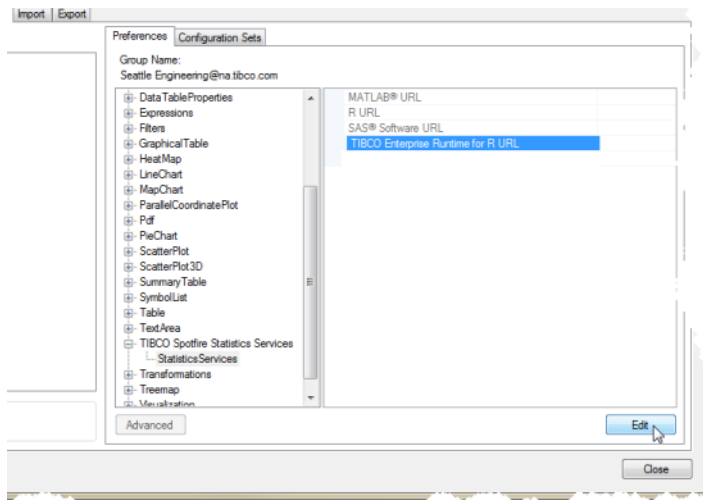 Import Export
Preferences Configuration Sets
Group Name:
Seattle Engineering@na.tibco.com
DataTableProperties
Expressions
Filters
GraphicalTable
HeatMap
LineChart
MapChart
ParallelCoordinatePlot
Pdf
PieChart
ScatterPlot
ScatterPlot3D
SummaryTable
SymbolList
Table
TextArea
TIBCO Spotfire Statistics Services
StatisticsServices
Transformations
Treemap
Visualization
MATLAB® URL
R URL
SAS® Software URL
TIBCO Enterprise Runtime for R URL
Advanced
Edit
Close